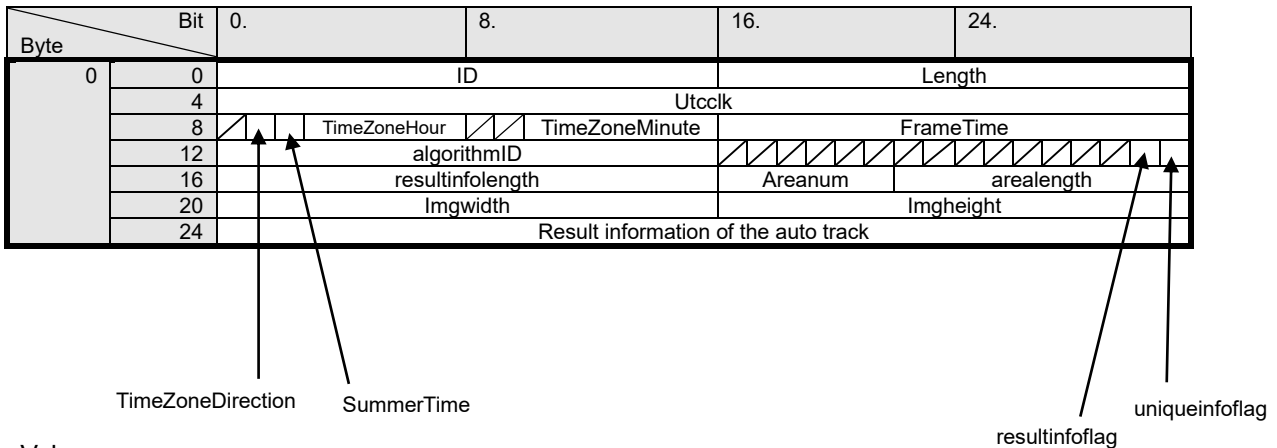 Bit 0. 8. 16. 24.
Byte
0 0 ID Length
4 Utcclk
8 TimeZoneHour TimeZoneMinute FrameTime
12 algorithmID
16 resultinfolength Areanum arealength
20 Imgwidth Imgheight
24 Result information of the auto track
TimeZoneDirection SummerTime uniqueinfoflag
resultinfoflag